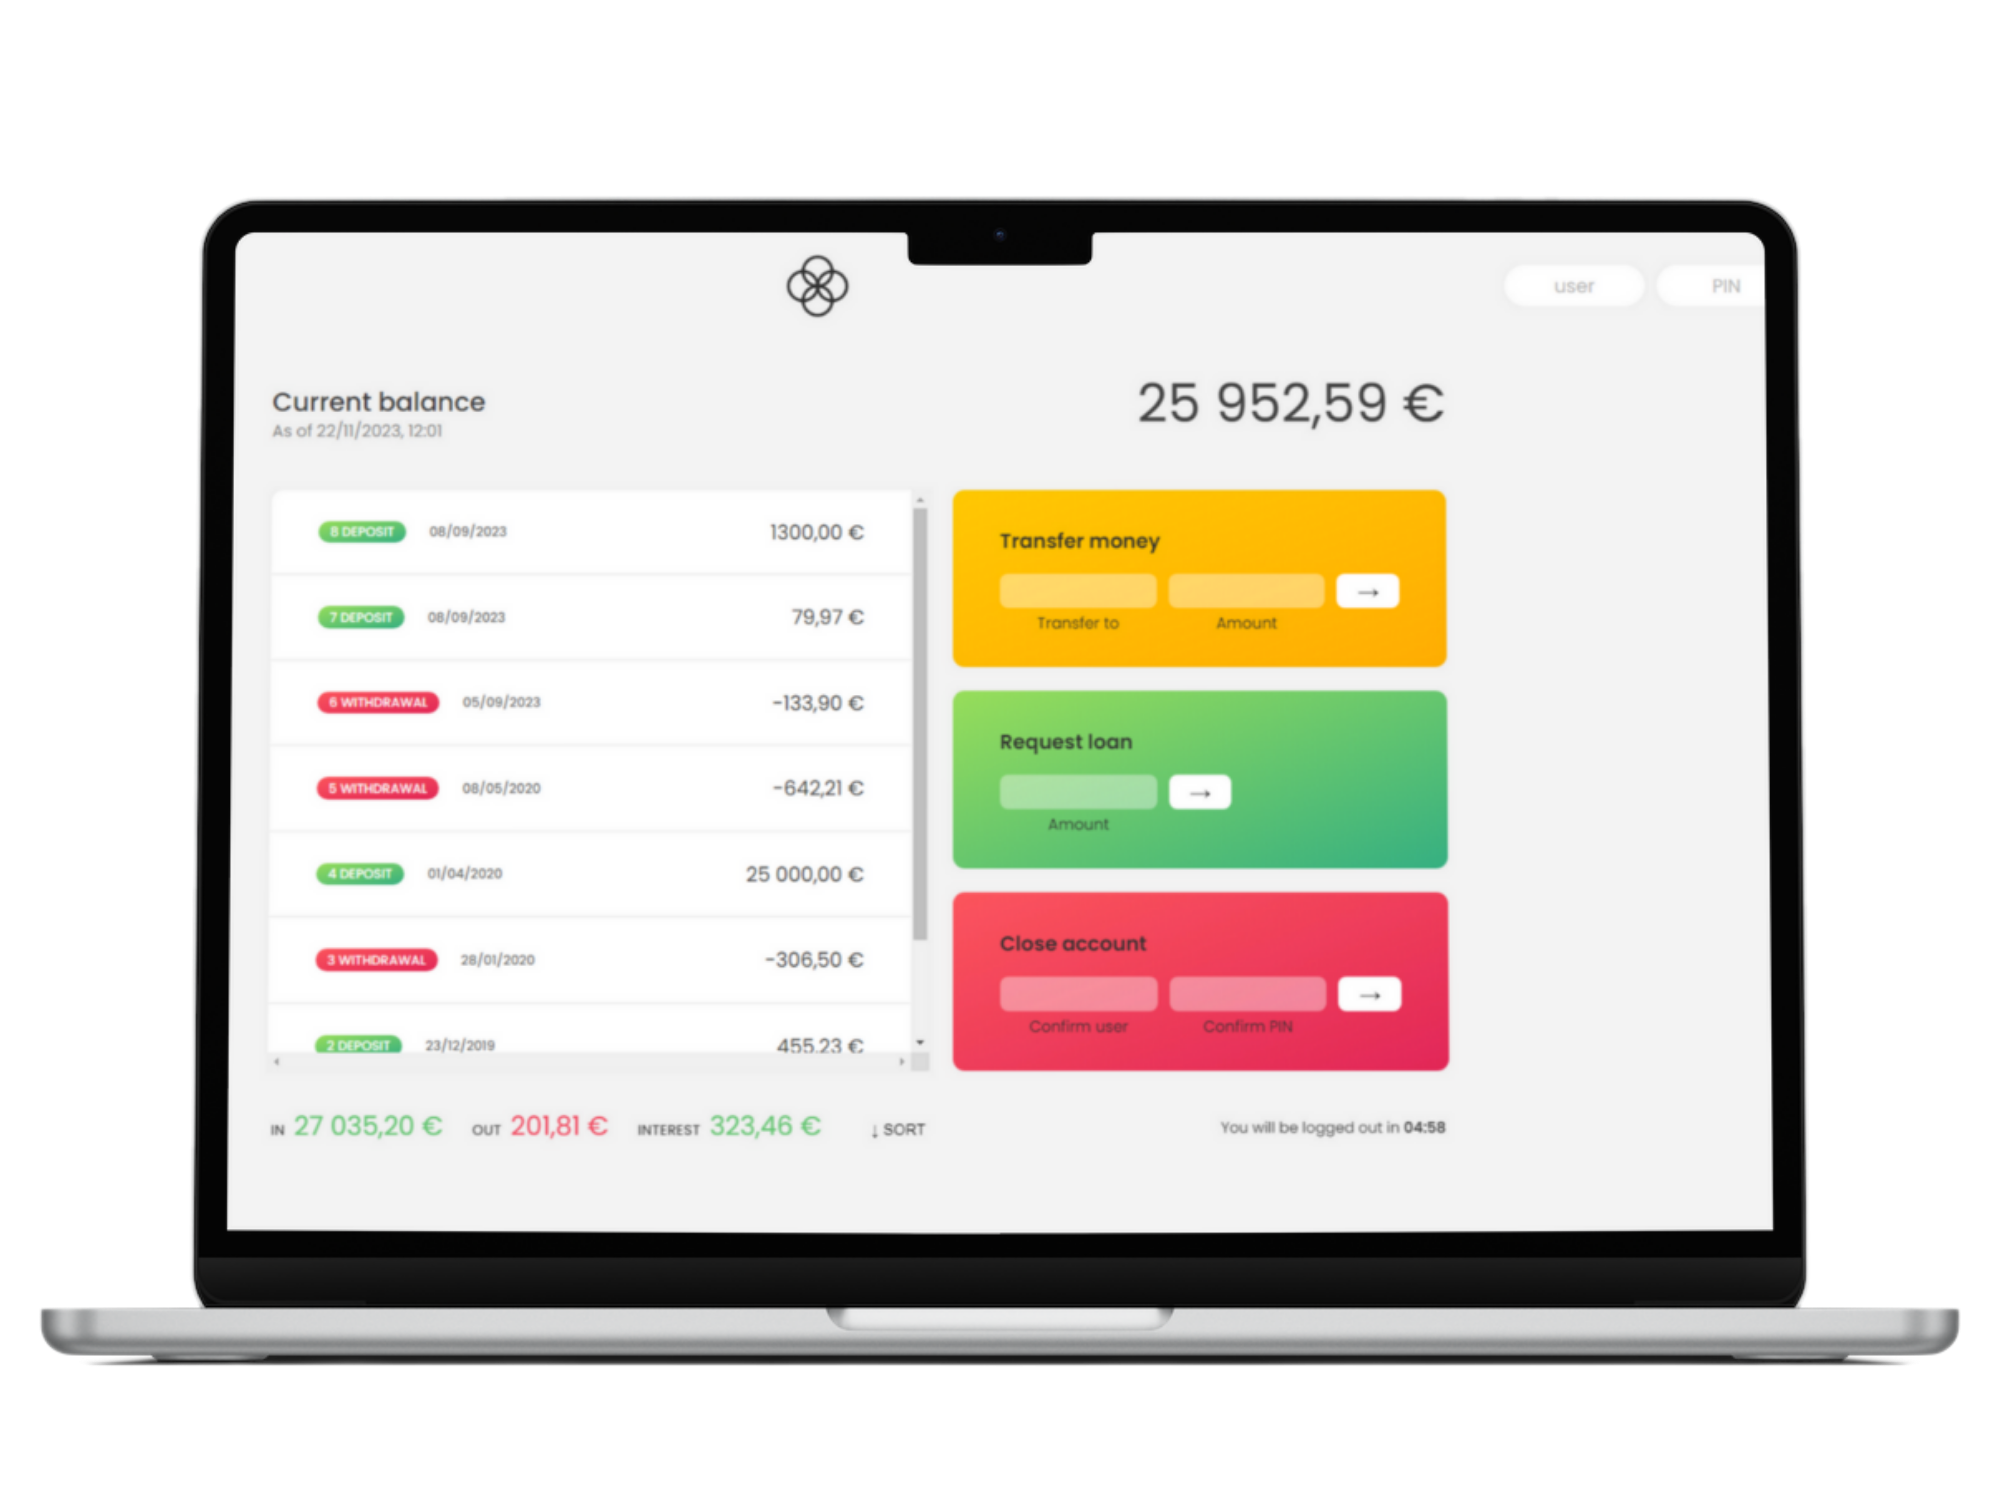 user PIN
Current balance
As of 22/11/2023, 12:01
25 952,59 €
8 DEPOSIT 08/09/2023 1300,00 €
7 DEPOSIT 08/09/2023 79,97 €
6 WITHDRAWAL 05/09/2023 -133,90 €
5 WITHDRAWAL 08/05/2020 -642,21 €
4 DEPOSIT 01/04/2020 25 000,00 €
3 WITHDRAWAL 28/01/2020 -306,50 €
2 DEPOSIT 23/12/2019 455,23 €
Transfer money
→
Transfer to Amount
Request loan
→
Amount
Close account
→
Confirm user Confirm PIN
IN 27 035,20 € OUT 201,81 € INTEREST 323,46 € ↓ SORT
You will be logged out in 04:58